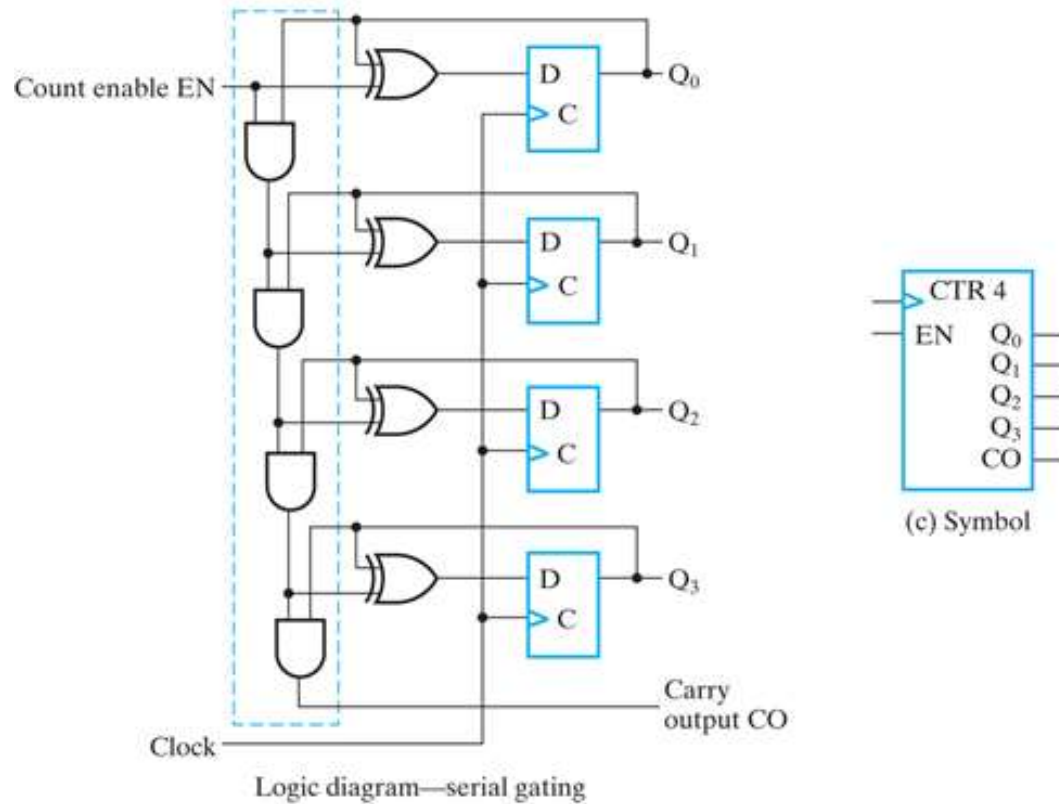 Count enable EN
D
C
Q₀
D
C
Q₁
D
C
Q₂
D
C
Q₃
Carry
output CO
Clock
Logic diagram—serial gating
CTR 4
EN
Q₀
Q₁
Q₂
Q₃
CO
(c) Symbol